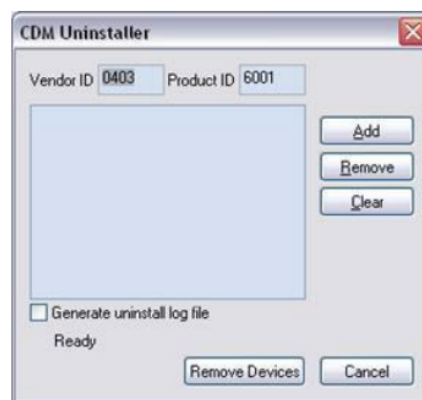 CDM Uninstaller
Vendor ID 0403 Product ID 6001
Add
Remove
Clear
Generate uninstall log file
Ready
Remove Devices Cancel